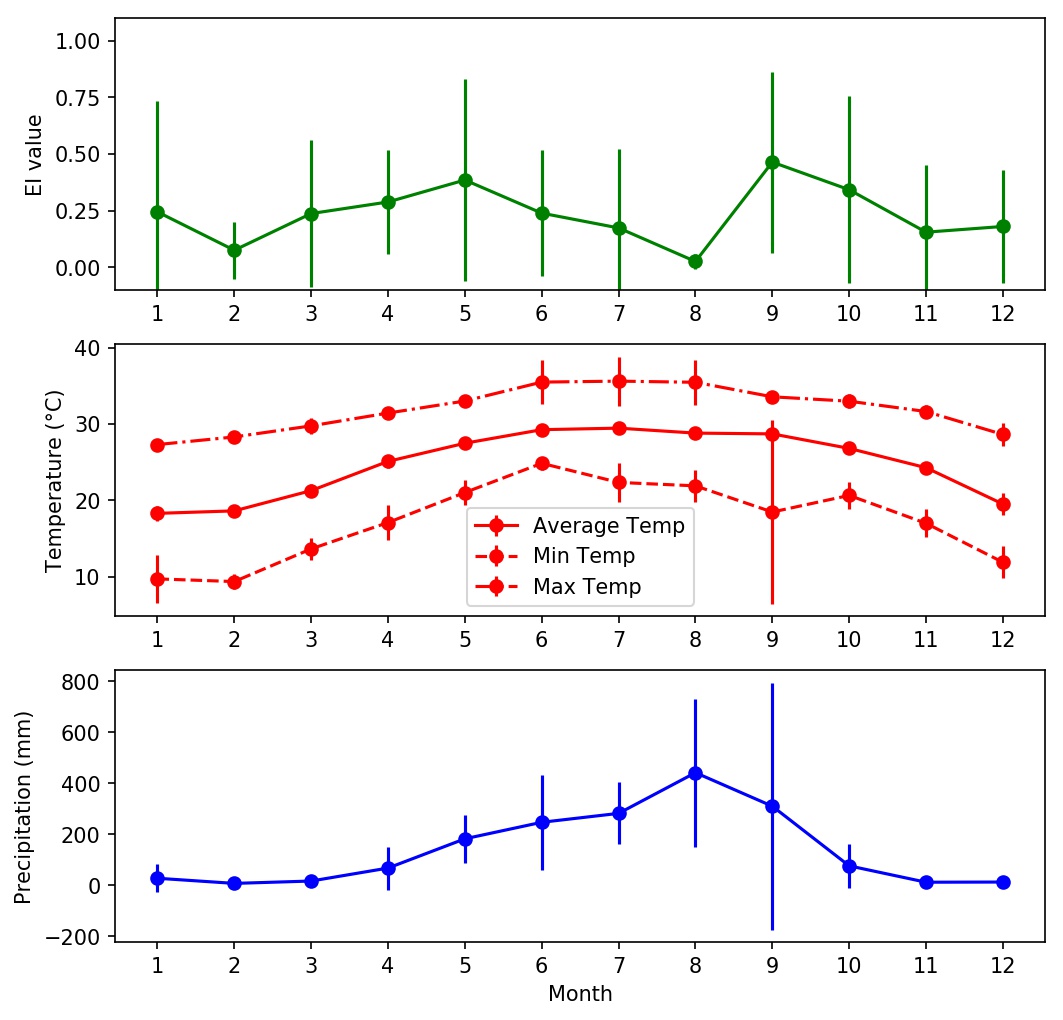 1.00
0.75
0.50
0.25
0.00
EI value
1 2 3 4 5 6 7 8 9 10 11 12
40
30
20
10
Temperature (°C)
Average Temp
Min Temp
Max Temp
1 2 3 4 5 6 7 8 9 10 11 12
800
600
400
200
0
−200
Precipitation (mm)
1 2 3 4 5 6 7 8 9 10 11 12
Month